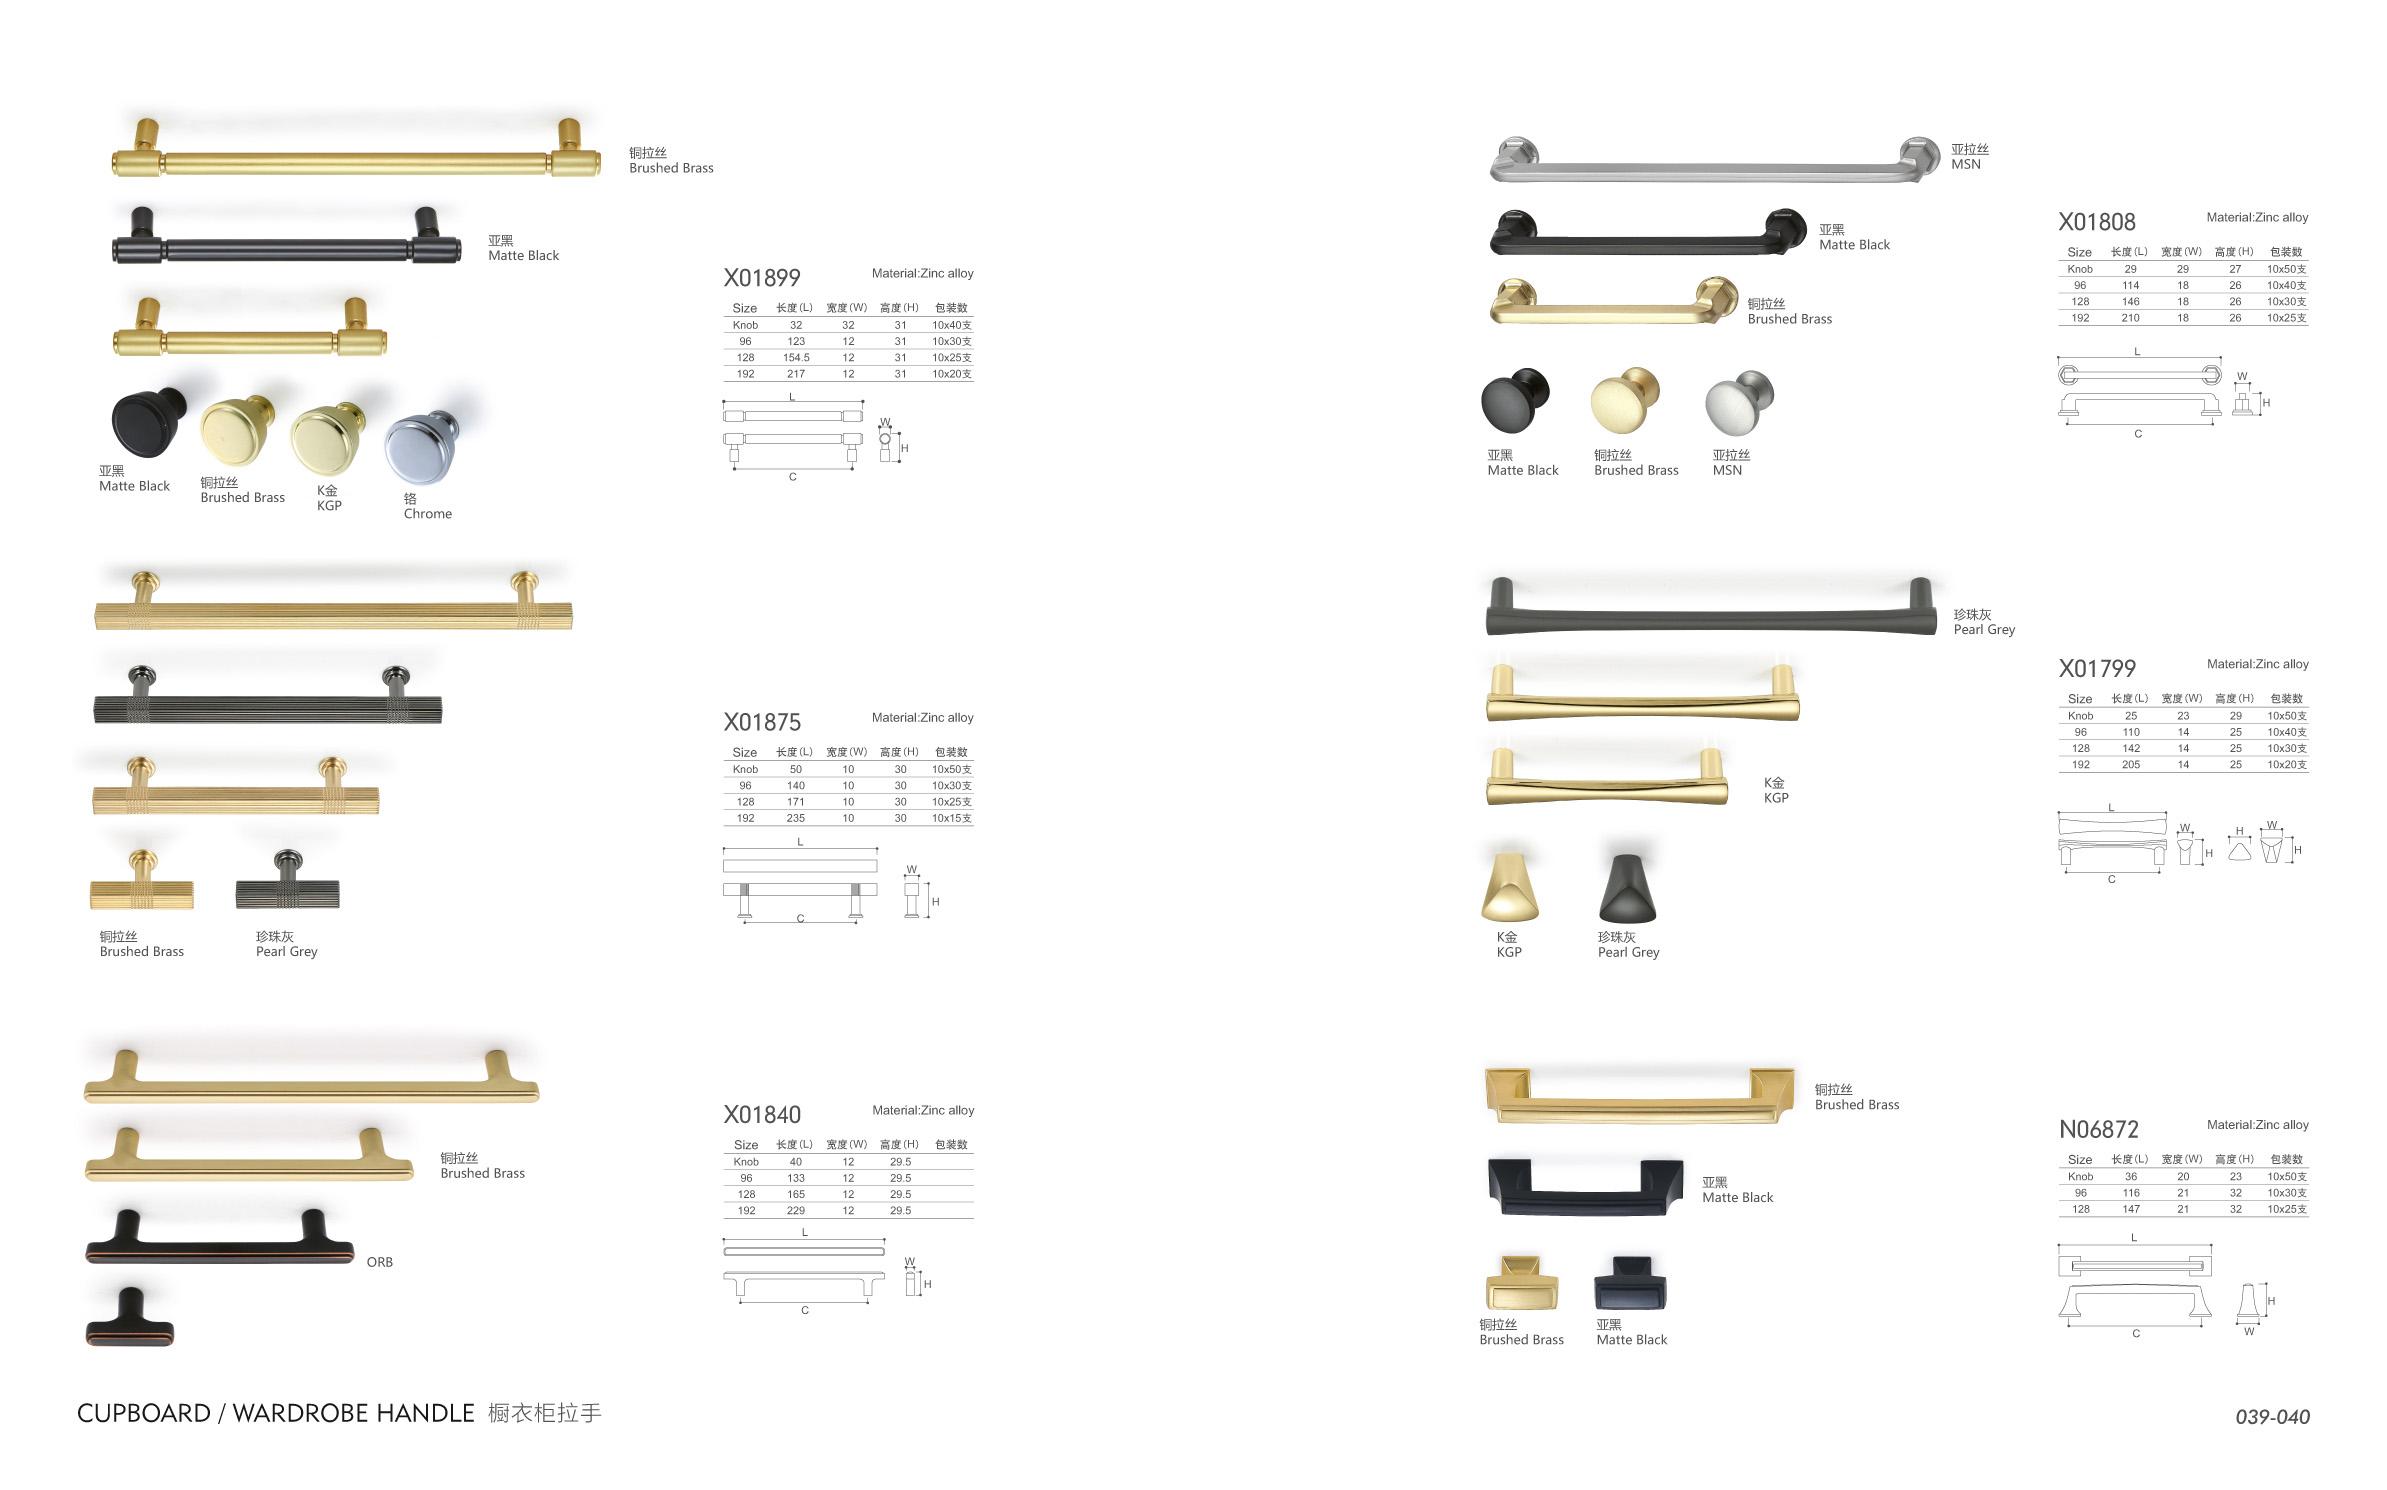 铜拉丝
Brushed Brass
亚黑
Matte Black
X01899 Material:Zinc alloy
Size 长度(L) 宽度(W) 高度(H) 包装数
Knob 32 32 31 10x40支
96 123 12 31 10x30支
128 154.5 12 31 10x25支
192 217 12 31 10x20支
L
W
H
C
亚黑
Matte Black
铜拉丝
Brushed Brass
K金
KGP
铬
Chrome
X01875 Material:Zinc alloy
Size 长度(L) 宽度(W) 高度(H) 包装数
Knob 50 10 30 10x50支
96 140 10 30 10x30支
128 171 10 30 10x25支
192 235 10 30 10x15支
L
W
H
C
铜拉丝
Brushed Brass
珍珠灰
Pearl Grey
铜拉丝
Brushed Brass
ORB
X01840 Material:Zinc alloy
Size 长度(L) 宽度(W) 高度(H) 包装数
Knob 40 12 29.5
96 133 12 29.5
128 165 12 29.5
192 229 12 29.5
L
W
H
C
CUPBOARD / WARDROBE HANDLE 橱衣柜拉手
亚拉丝
MSN
亚黑
Matte Black
铜拉丝
Brushed Brass
X01808 Material:Zinc alloy
Size 长度(L) 宽度(W) 高度(H) 包装数
Knob 29 29 27 10x50支
96 114 18 26 10x40支
128 146 18 26 10x30支
192 210 18 26 10x25支
L
W
H
C
亚黑
Matte Black
铜拉丝
Brushed Brass
亚拉丝
MSN
珍珠灰
Pearl Grey
K金
KGP
X01799 Material:Zinc alloy
Size 长度(L) 宽度(W) 高度(H) 包装数
Knob 25 23 29 10x50支
96 110 14 25 10x40支
128 142 14 25 10x30支
192 205 14 25 10x20支
L
W H W
H H
C
K金
KGP
珍珠灰
Pearl Grey
铜拉丝
Brushed Brass
亚黑
Matte Black
N06872 Material:Zinc alloy
Size 长度(L) 宽度(W) 高度(H) 包装数
Knob 36 20 23 10x50支
96 116 21 32 10x30支
128 147 21 32 10x25支
L
H
C W
铜拉丝
Brushed Brass
亚黑
Matte Black
039-040